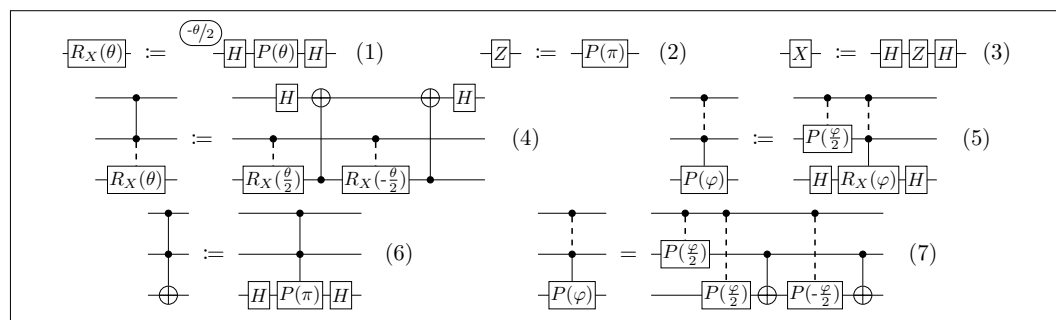 R_X(θ) := -θ/2 H P(θ) H (1) Z := P(π) (2) X := H Z H (3)
H H
:= (4) := P(φ/2) (5)
R_X(θ) R_X(θ/2) R_X(-θ/2) P(φ) H R_X(φ) H
:= (6) = P(φ/2) (7)
H P(π) H P(φ) P(φ/2) P(-φ/2)